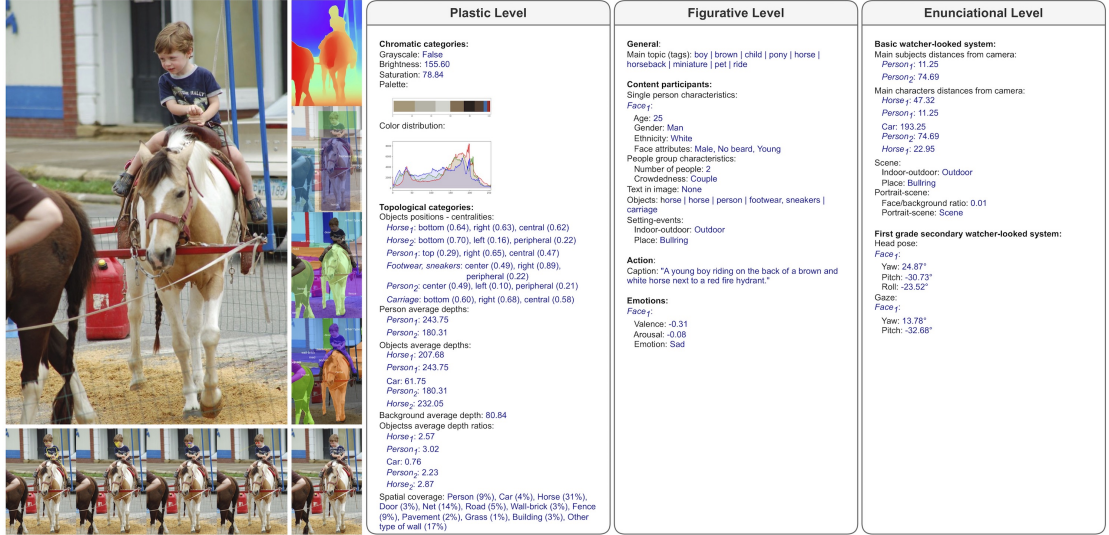 Plastic Level
Chromatic categories:
Grayscale: False
Brightness: 155.60
Saturation: 78.84
Palette:
Color distribution:
Topological categories:
Objects positions - centralities:
Horse1: bottom (0.64), right (0.63), central (0.62)
Horse2: bottom (0.70), left (0.16), peripheral (0.22)
Person1: top (0.29), right (0.65), central (0.47)
Footwear, sneakers: center (0.49), right (0.89),
peripheral (0.22)
Person2: center (0.49), left (0.10), peripheral (0.21)
Carriage: bottom (0.60), right (0.68), central (0.58)
Person average depths:
Person1: 243.75
Person2: 180.31
Objects average depths:
Horse1: 207.68
Person1: 243.75
Car: 61.75
Person2: 180.31
Horse2: 232.05
Background average depth: 80.84
Objectss average depth ratios:
Horse1: 2.57
Person1: 3.02
Car: 0.76
Person2: 2.23
Horse2: 2.87
Spatial coverage: Person (9%), Car (4%), Horse (31%),
Door (3%), Net (14%), Road (5%), Wall-brick (3%), Fence
(9%), Pavement (2%), Grass (1%), Building (3%), Other
type of wall (17%)
Figurative Level
General:
Main topic (tags): boy | brown | child | pony | horse |
horseback | miniature | pet | ride
Content participants:
Single person characteristics:
Face1:
Age: 25
Gender: Man
Ethnicity: White
Face attributes: Male, No beard, Young
People group characteristics:
Number of people: 2
Crowdedness: Couple
Text in image: None
Objects: horse | horse | person | footwear, sneakers |
carriage
Setting-events:
Indoor-outdoor: Outdoor
Place: Bullring
Action:
Caption: "A young boy riding on the back of a brown and
white horse next to a red fire hydrant."
Emotions:
Face1:
Valence: -0.31
Arousal: -0.08
Emotion: Sad
Enunciational Level
Basic watcher-looked system:
Main subjects distances from camera:
Person1: 11.25
Person2: 74.69
Main characters distances from camera:
Horse1: 47.32
Person1: 11.25
Car: 193.25
Person2: 74.69
Horse1: 22.95
Scene:
Indoor-outdoor: Outdoor
Place: Bullring
Portrait-scene:
Face/background ratio: 0.01
Portrait-scene: Scene
First grade secondary watcher-looked system:
Head pose:
Face1:
Yaw: 24.87°
Pitch: -30.73°
Roll: -23.52°
Gaze:
Face1:
Yaw: 13.78°
Pitch: -32.68°